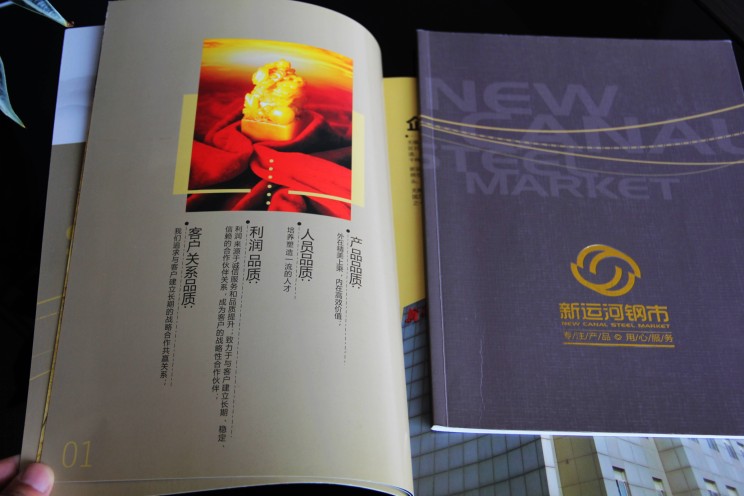 产品品质：
外在精美上乘，内在高效价值；
人员品质：
培养塑造一流的人才
利润品质：
利润来源于诚信服务和品质提升，致力于与客户建立长期、稳定、
信赖的合作伙伴关系，成为客户的战略性合作伙伴；
客户关系品质：
我们追求与客户建立长期的战略合作共赢关系；
01
NEW
CANAL
STEEL
MARKET
新运河钢市
NEW CANAL STEEL MARKET
专注产品 用心服务